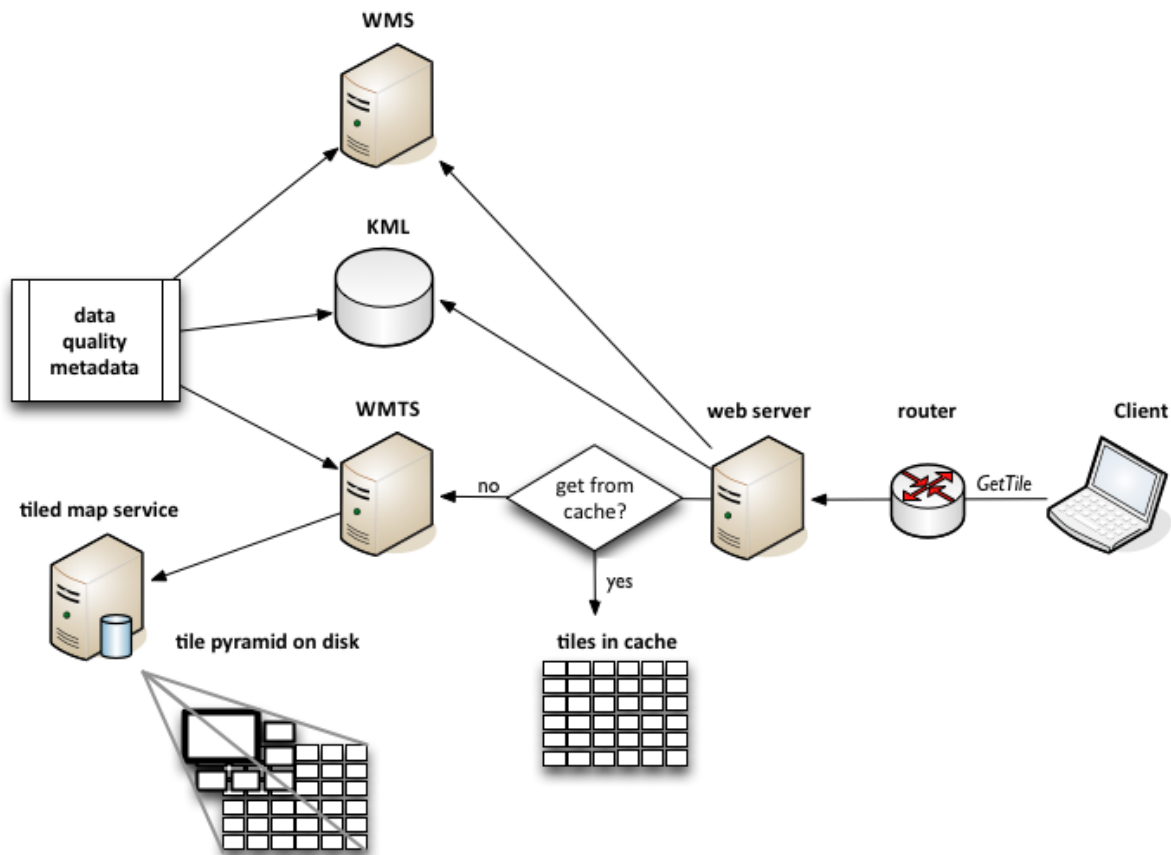 WMS
KML
data
quality
metadata
WMTS
web server
router
Client
no
get from
cache?
GetTile
tiled map service
yes
tile pyramid on disk
tiles in cache